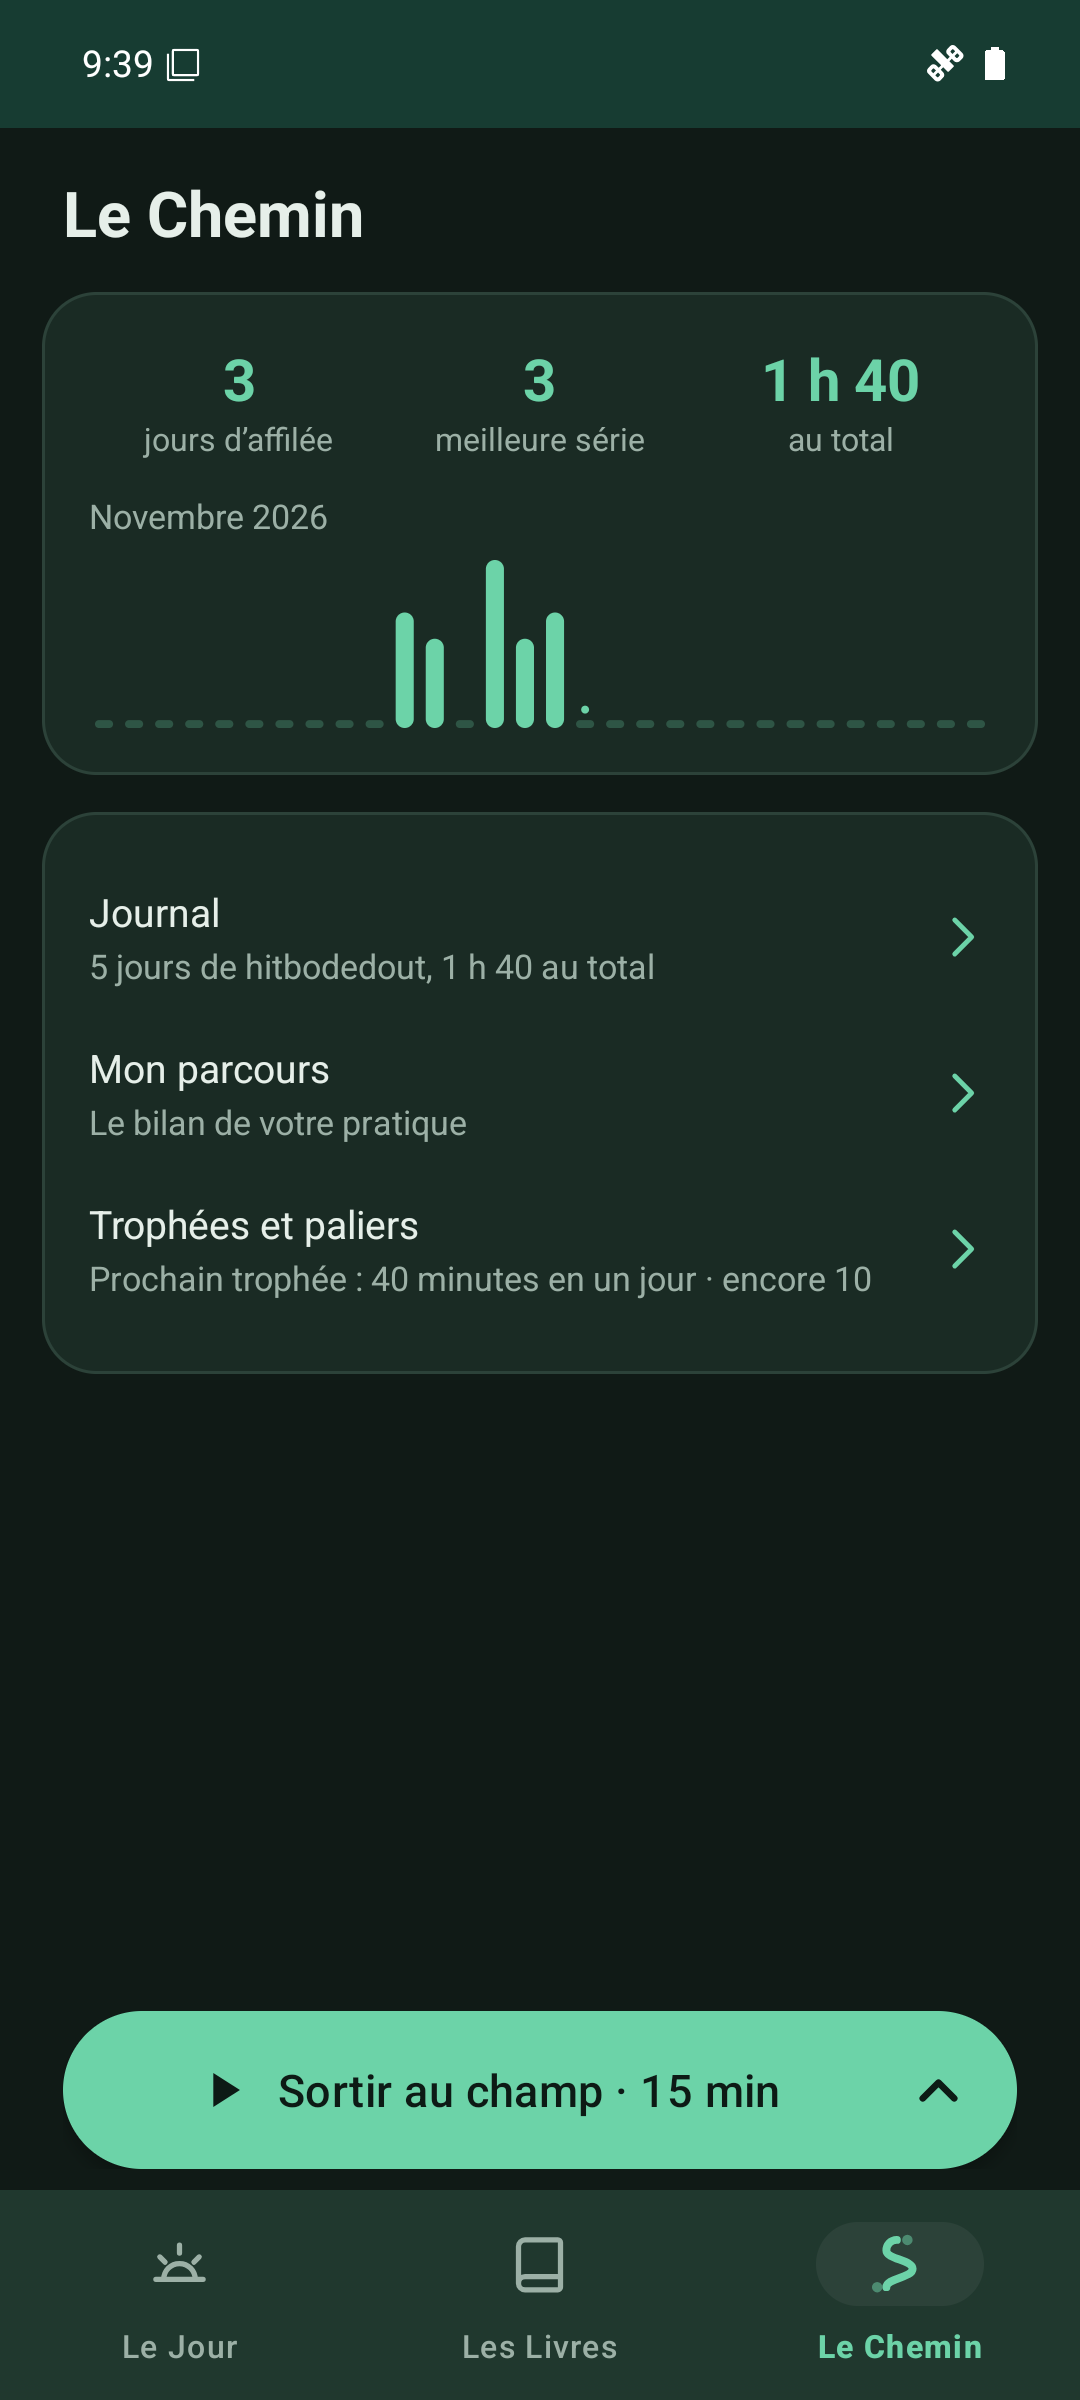 9:39
Le Chemin
3
jours d’affilée
3
meilleure série
1 h 40
au total
Novembre 2026
Journal
5 jours de hitbodedout, 1 h 40 au total
Mon parcours
Le bilan de votre pratique
Trophées et paliers
Prochain trophée : 40 minutes en un jour · encore 10
Sortir au champ · 15 min
Le Jour
Les Livres
Le Chemin